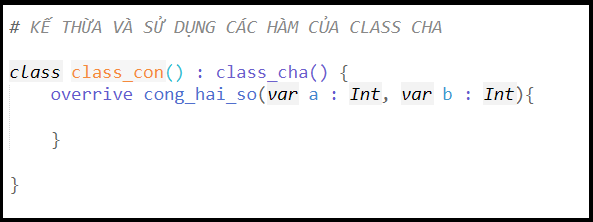 # KẾ THỪA VÀ SỬ DỤNG CÁC HÀM CỦA CLASS CHA
class class_con() : class_cha() {
overrive cong_hai_so(var a : Int, var b : Int){
}
}